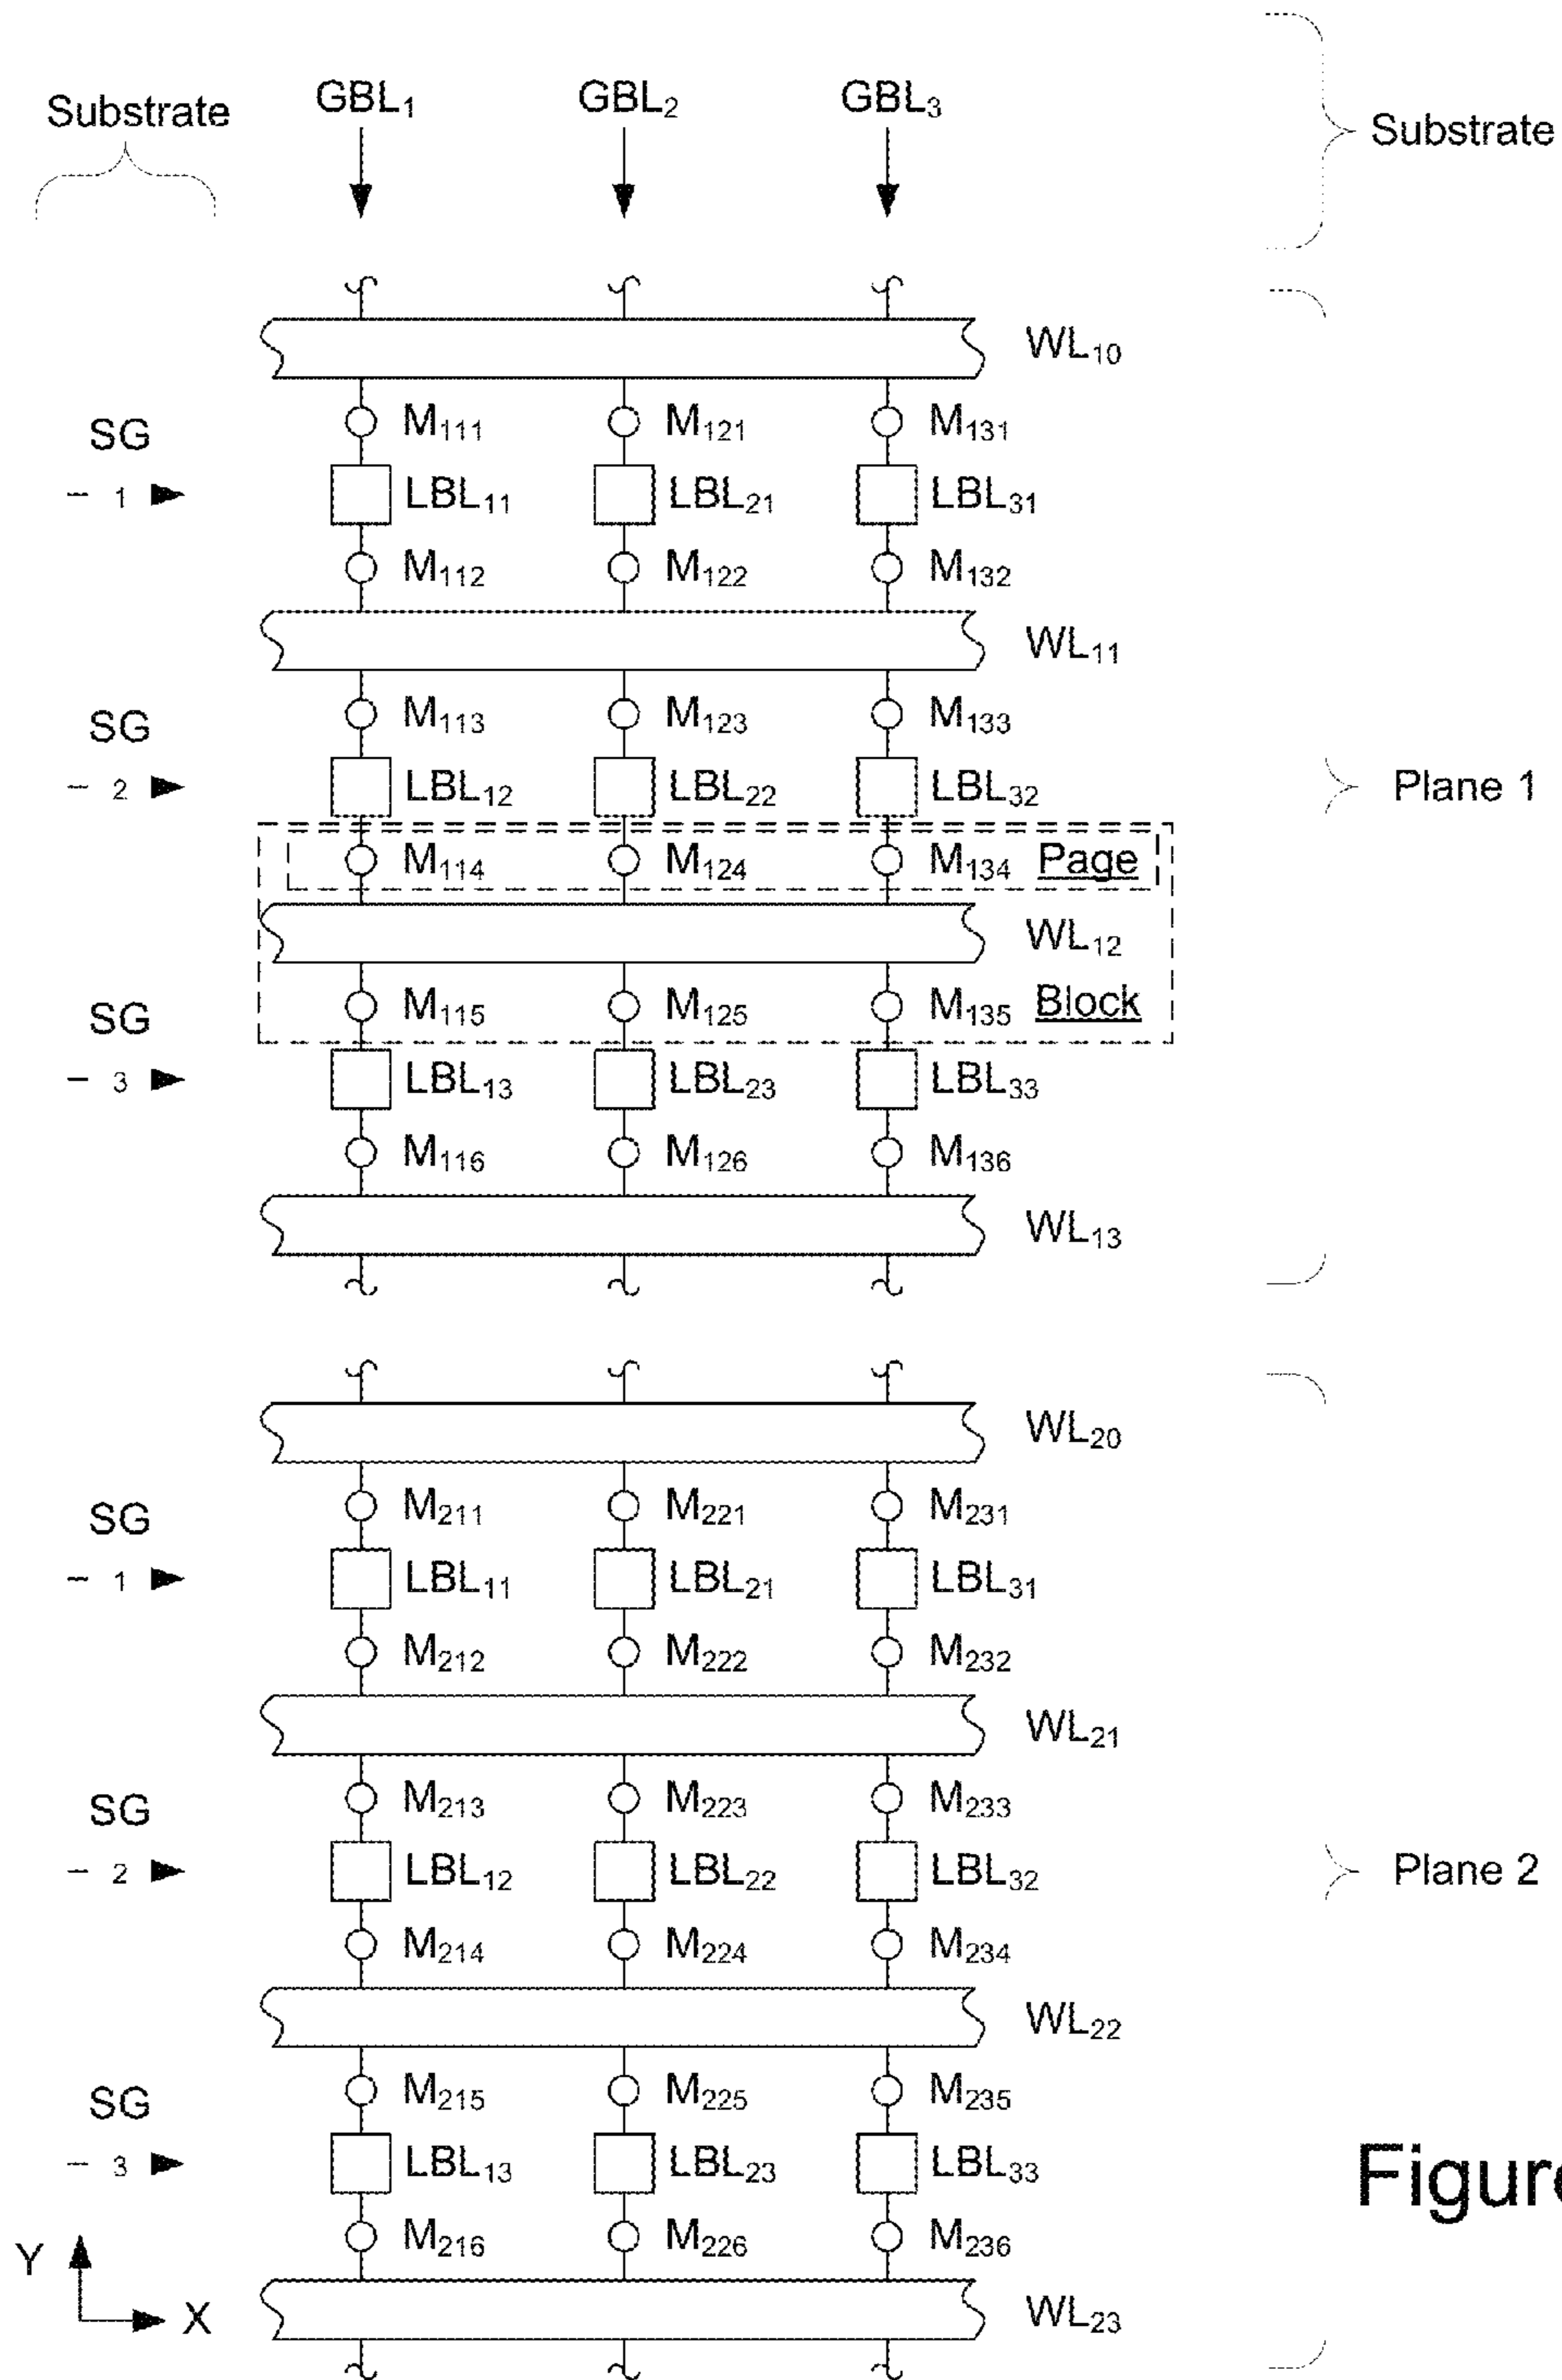 Substrate GBL₁ GBL₂ GBL₃ Substrate
WL₁₀
SG M₁₁₁ M₁₂₁ M₁₃₁
1 LBL₁₁ LBL₂₁ LBL₃₁
M₁₁₂ M₁₂₂ M₁₃₂
WL₁₁
SG M₁₁₃ M₁₂₃ M₁₃₃
2 LBL₁₂ LBL₂₂ LBL₃₂ Plane 1
M₁₁₄ M₁₂₄ M₁₃₄ Page
WL₁₂
SG M₁₁₅ M₁₂₅ M₁₃₅ Block
3 LBL₁₃ LBL₂₃ LBL₃₃
M₁₁₆ M₁₂₆ M₁₃₆
WL₁₃
WL₂₀
SG M₂₁₁ M₂₂₁ M₂₃₁
1 LBL₁₁ LBL₂₁ LBL₃₁
M₂₁₂ M₂₂₂ M₂₃₂
WL₂₁
SG M₂₁₃ M₂₂₃ M₂₃₃
2 LBL₁₂ LBL₂₂ LBL₃₂ Plane 2
M₂₁₄ M₂₂₄ M₂₃₄
WL₂₂
SG M₂₁₅ M₂₂₅ M₂₃₅
3 LBL₁₃ LBL₂₃ LBL₃₃ Figure
M₂₁₆ M₂₂₆ M₂₃₆
Y
X WL₂₃